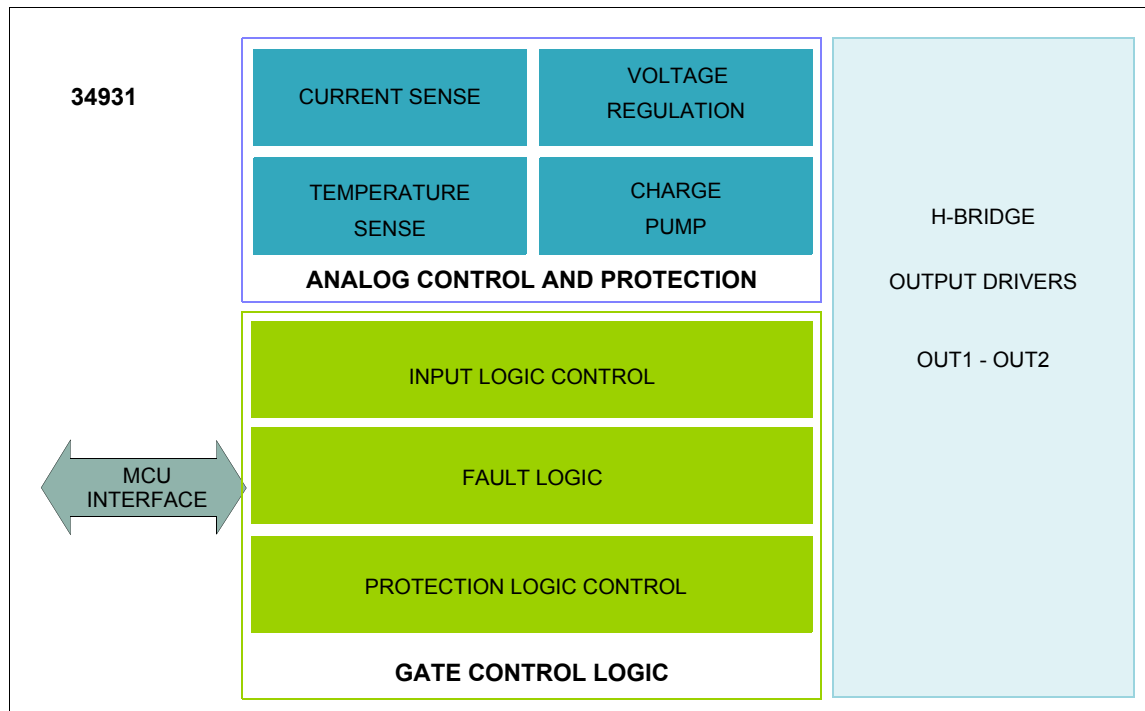 34931
CURRENT SENSE
VOLTAGE
REGULATION
TEMPERATURE
SENSE
CHARGE
PUMP
ANALOG CONTROL AND PROTECTION
INPUT LOGIC CONTROL
FAULT LOGIC
PROTECTION LOGIC CONTROL
GATE CONTROL LOGIC
MCU
INTERFACE
H-BRIDGE
OUTPUT DRIVERS
OUT1 - OUT2